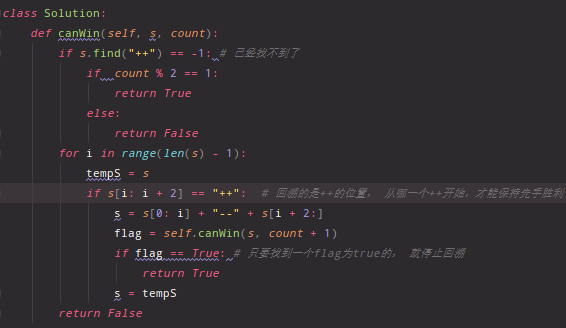 class Solution:
    def canWin(self, s, count):
        if s.find("++") == -1: # 已经找不到了
            if  count % 2 == 1:
                return True
            else:
                return False
        for i in range(len(s) - 1):
            tempS = s
            if s[i: i + 2] == "++":  # 回溯的是++的位置， 从哪一个++开始，才能保持先手胜利
                s = s[0: i] + "--" + s[i + 2:]
                flag = self.canWin(s, count + 1)
                if flag == True: # 只要找到一个flag为true的， 就停止回溯
                    return True
                s = tempS
        return False